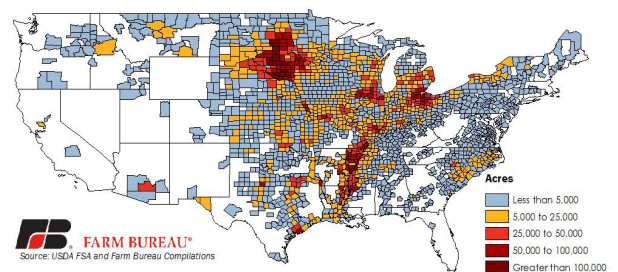 Acres
Less than 5,000
5,000 to 25,000
25,000 to 50,000
50,000 to 100,000
Greater than 100,000
FB®
FARM BUREAU®
Source: USDA FSA and Farm Bureau Compilations